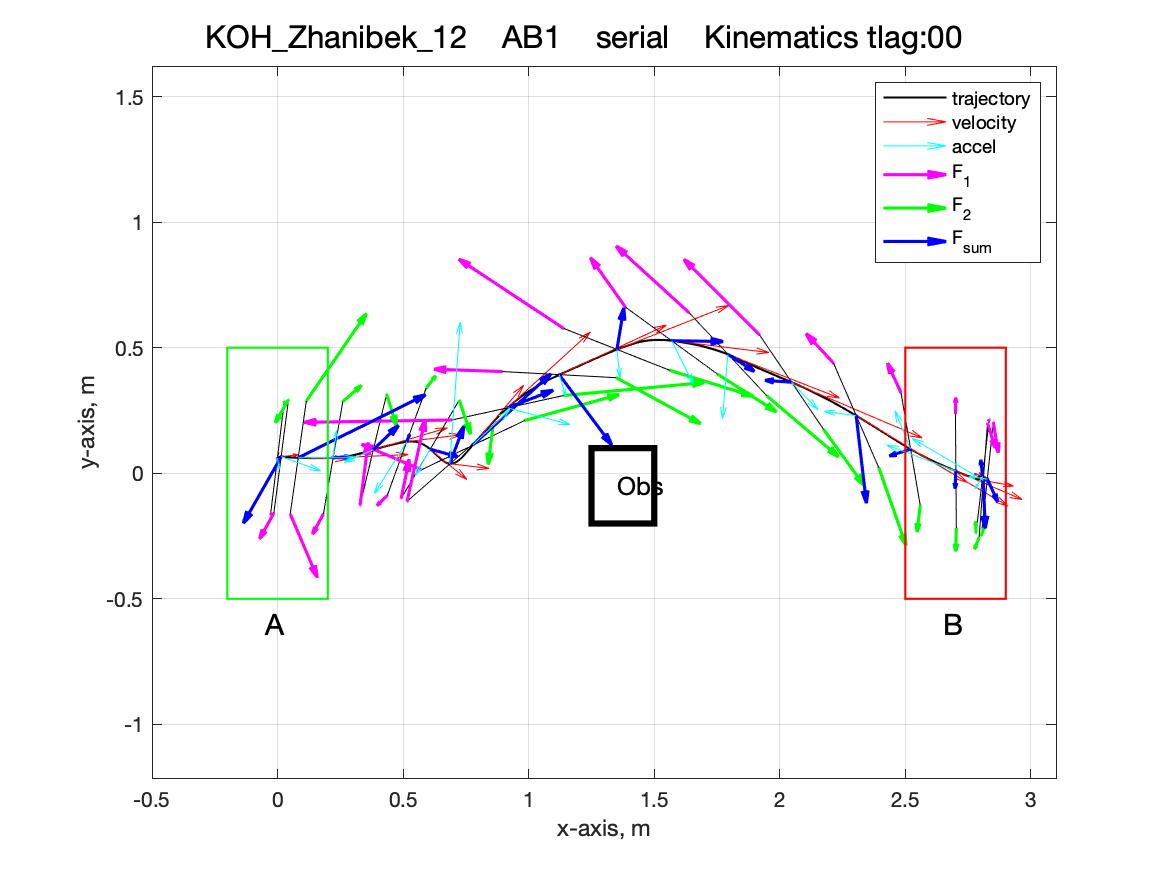 KOH_Zhanibek_12 AB1 serial Kinematics tlag:00
trajectory
velocity
accel
F1
F2
Fsum
1.5
1
0.5
0
-0.5
-1
y-axis, m
Obs
A
B
-0.5 0 0.5 1 1.5 2 2.5 3
x-axis, m